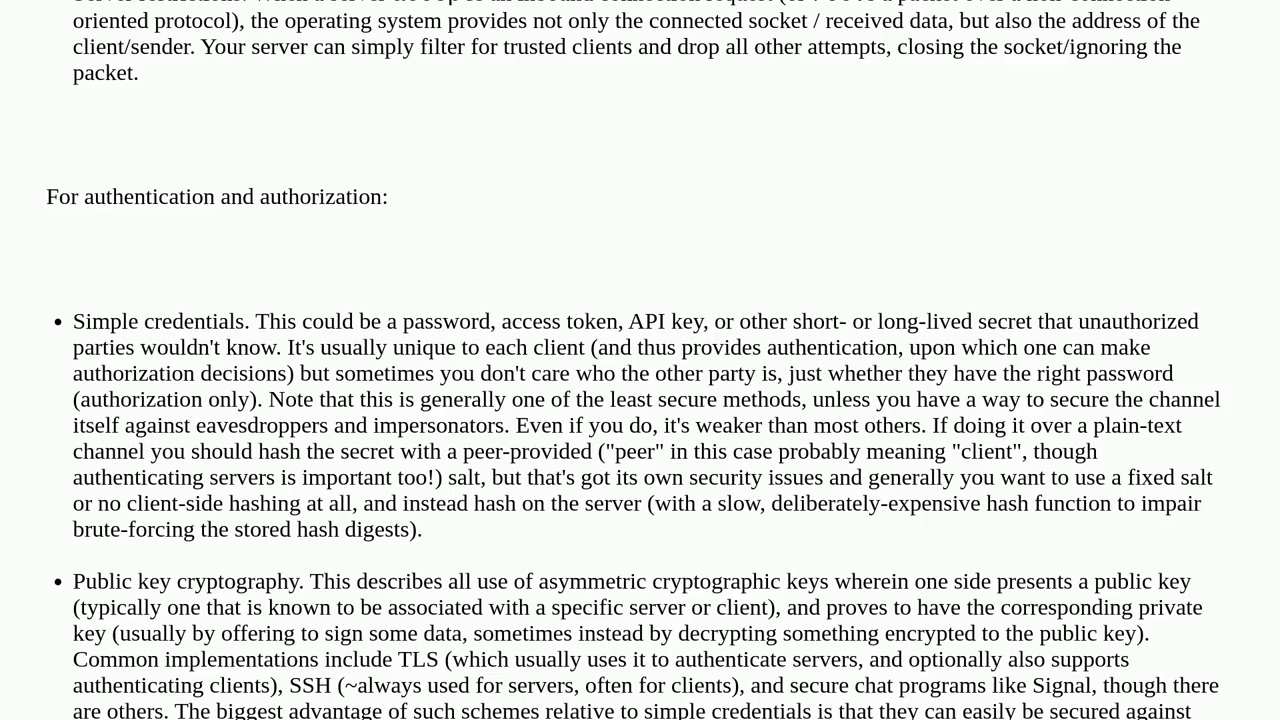 oriented protocol), the operating system provides not only the connected socket / received data, but also the address of the
client/sender. Your server can simply filter for trusted clients and drop all other attempts, closing the socket/ignoring the
packet.
For authentication and authorization:
• Simple credentials. This could be a password, access token, API key, or other short- or long-lived secret that unauthorized
parties wouldn't know. It's usually unique to each client (and thus provides authentication, upon which one can make
authorization decisions) but sometimes you don't care who the other party is, just whether they have the right password
(authorization only). Note that this is generally one of the least secure methods, unless you have a way to secure the channel
itself against eavesdroppers and impersonators. Even if you do, it's weaker than most others. If doing it over a plain-text
channel you should hash the secret with a peer-provided ("peer" in this case probably meaning "client", though
authenticating servers is important too!) salt, but that's got its own security issues and generally you want to use a fixed salt
or no client-side hashing at all, and instead hash on the server (with a slow, deliberately-expensive hash function to impair
brute-forcing the stored hash digests).
• Public key cryptography. This describes all use of asymmetric cryptographic keys wherein one side presents a public key
(typically one that is known to be associated with a specific server or client), and proves to have the corresponding private
key (usually by offering to sign some data, sometimes instead by decrypting something encrypted to the public key).
Common implementations include TLS (which usually uses it to authenticate servers, and optionally also supports
authenticating clients), SSH (~always used for servers, often for clients), and secure chat programs like Signal, though there
are others. The biggest advantage of such schemes relative to simple credentials is that they can easily be secured against